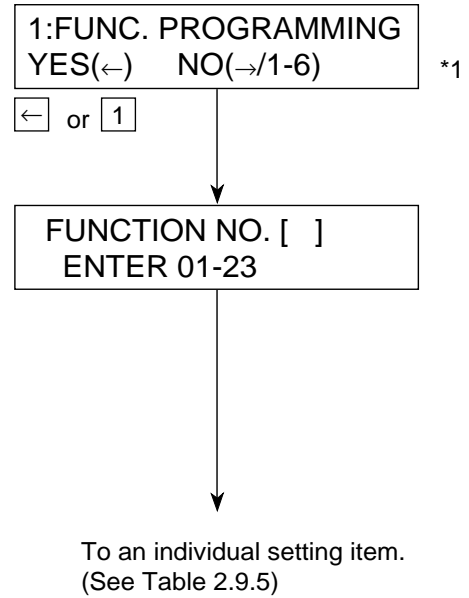 1:FUNC. PROGRAMMING
YES(←) NO(→/1-6) *1
← or 1
FUNCTION NO. [ ]
ENTER 01-23
To an individual setting item.
(See Table 2.9.5)